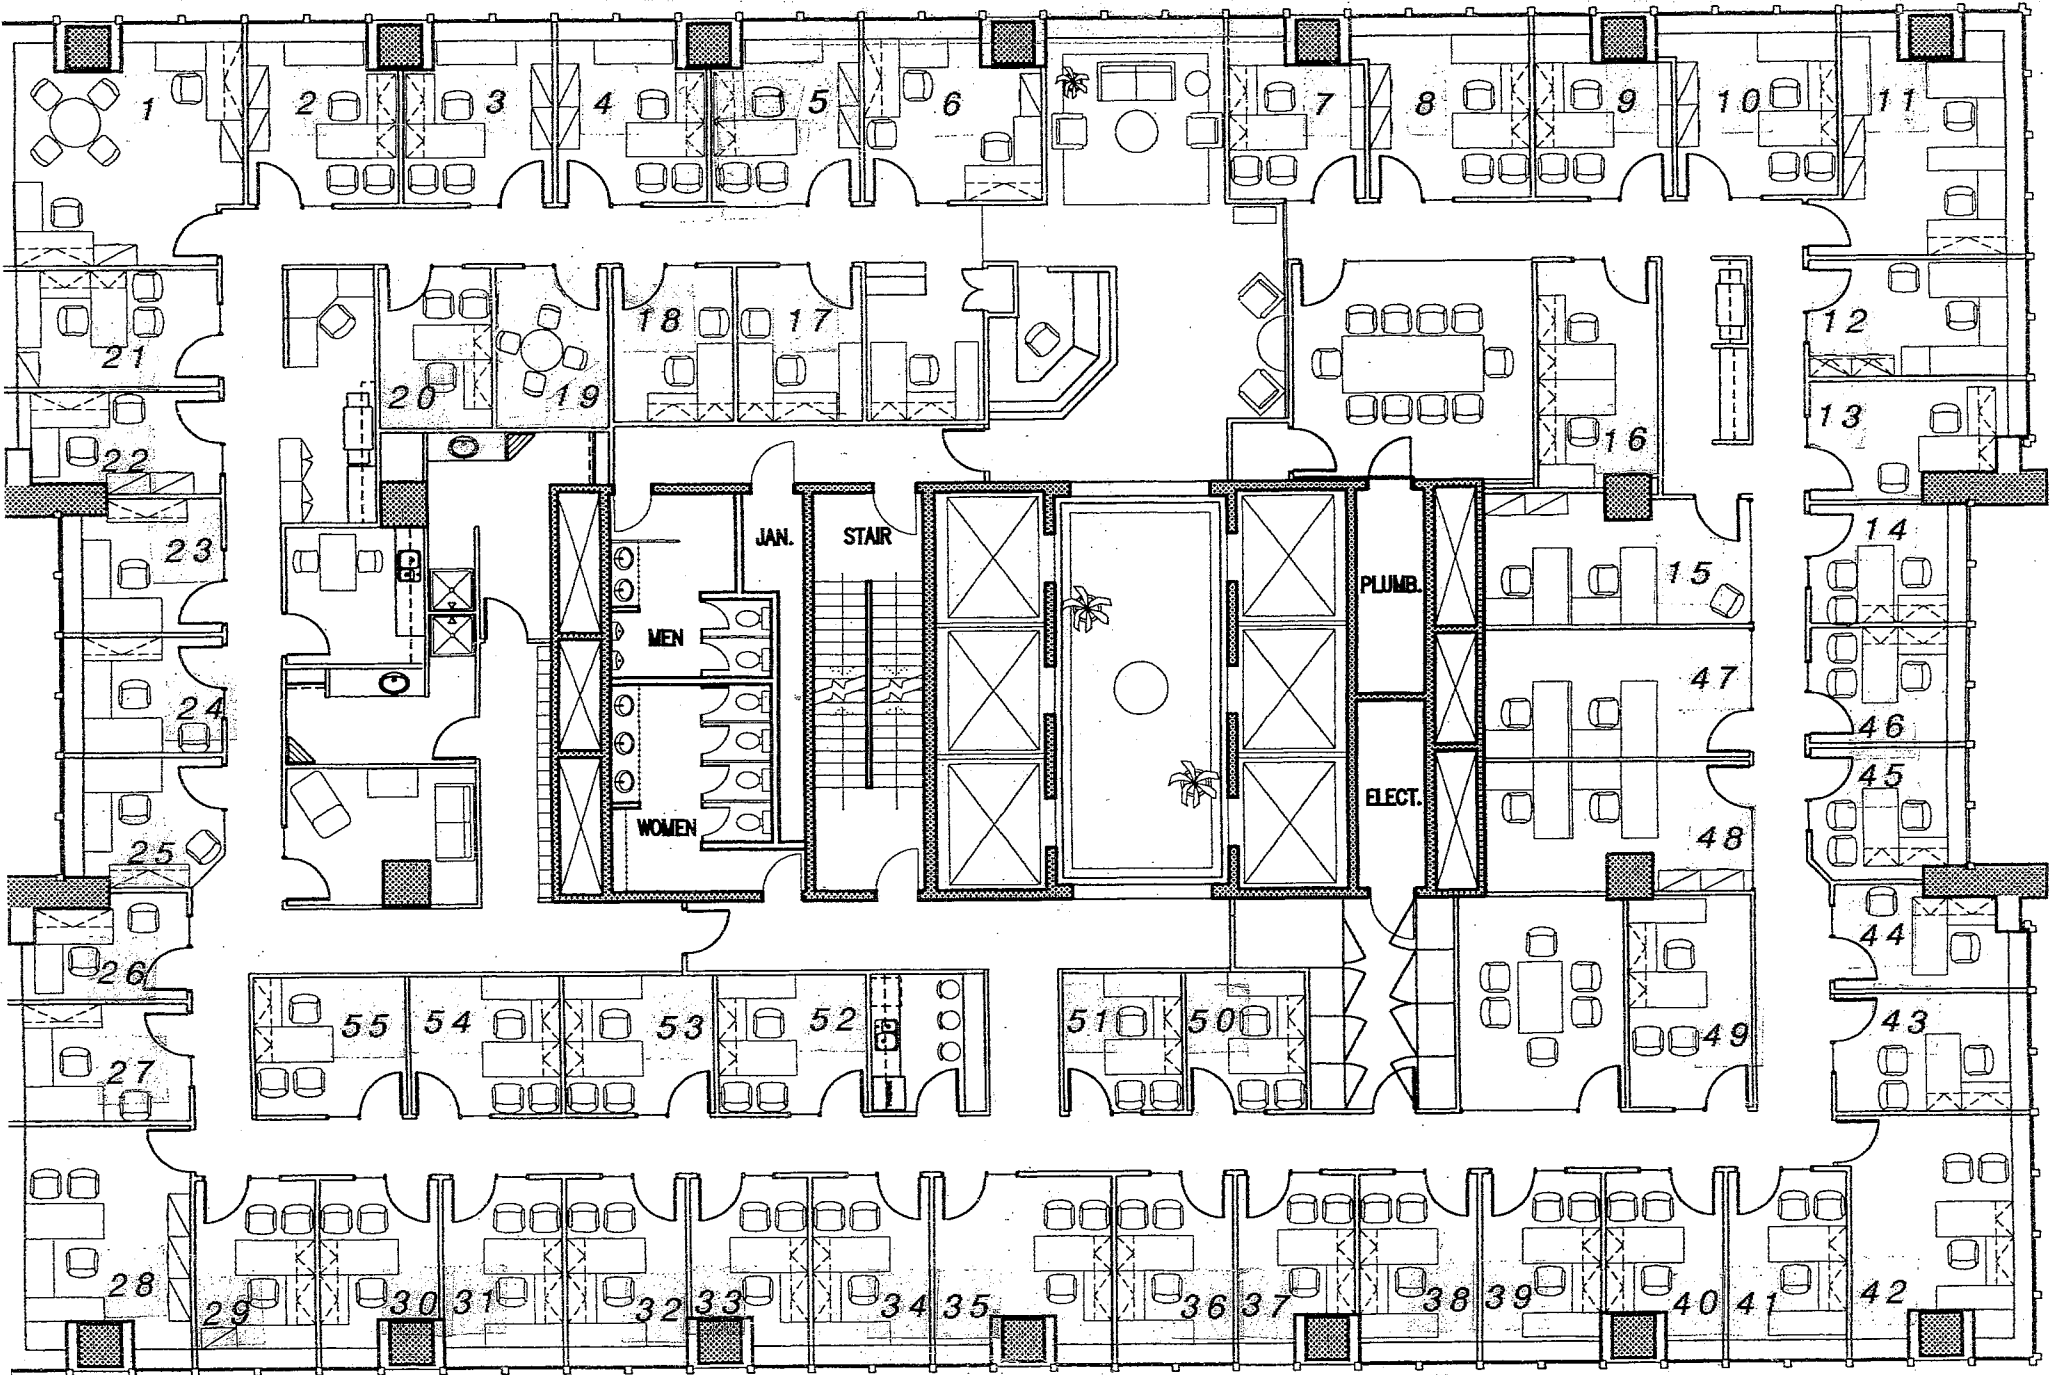 1 2 3 4 5 6 7 8 9 10 11
21 20 19 18 17 16 12
22 13
23 JAN. STAIR PLUMB. 15 14
24 MEN 47 46
25 WOMEN ELECT. 48 45
26 44
27 55 54 53 52 51 50 49 43
28 29 30 31 32 33 34 35 36 37 38 39 40 41 42